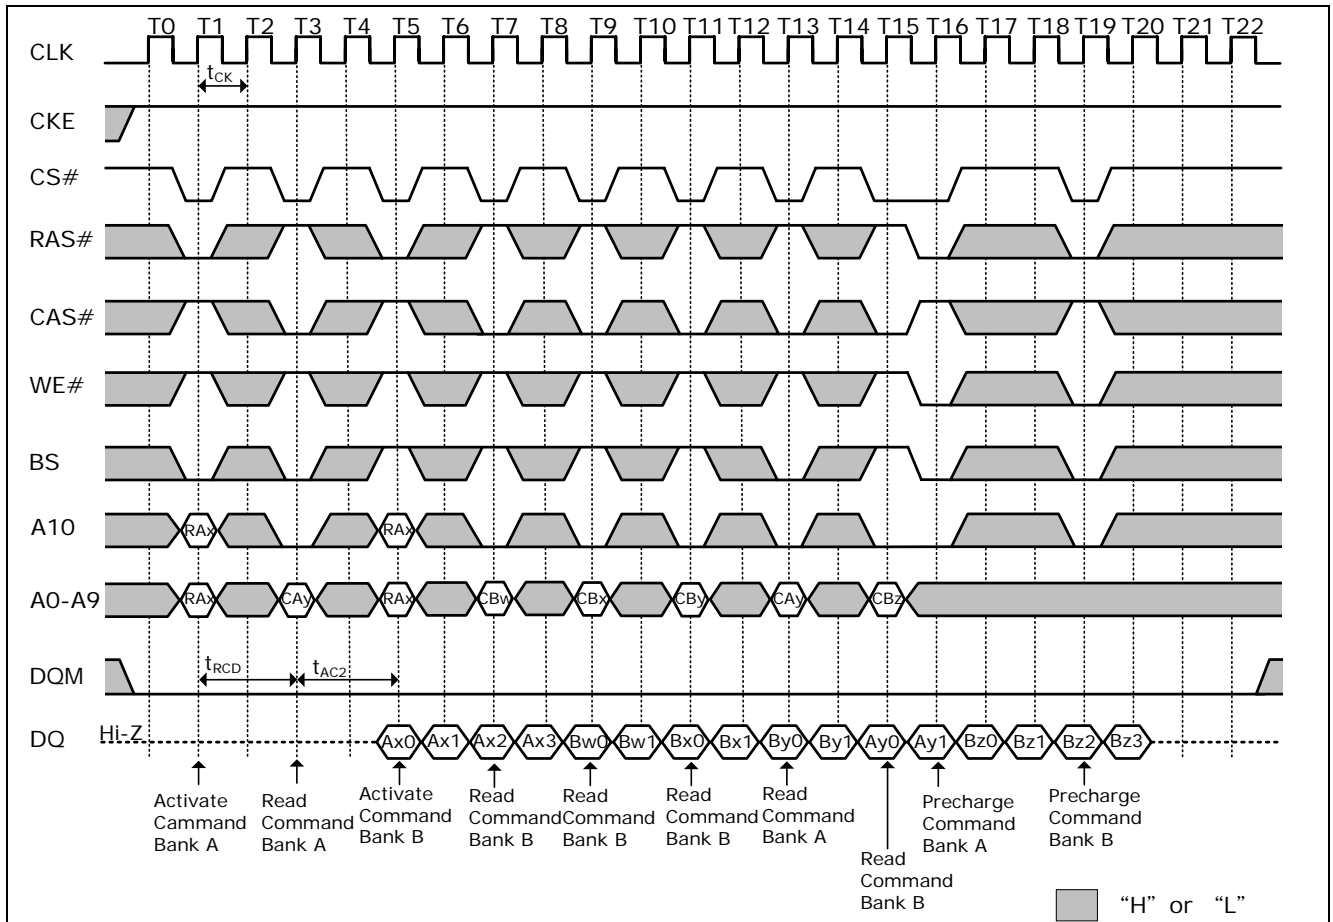 T0 T1 T2 T3 T4 T5 T6 T7 T8 T9 T10 T11 T12 T13 T14 T15 T16 T17 T18 T19 T20 T21 T22
CLK
tCK
CKE
CS#
RAS#
CAS#
WE#
BS
A10 RAx RAx
A0-A9 RAx CAy RAx CBw CBx CBy CAy CBz
DQM tRCD tAC2
DQ Hi-Z Ax0 Ax1 Ax2 Ax3 Bw0 Bw1 Bx0 Bx1 By0 By1 Ay0 Ay1 Bz0 Bz1 Bz2 Bz3
Activate
Cammand
Bank A
Read
Command
Bank A
Activate
Command
Bank B
Read
Command
Bank B
Read
Command
Bank B
Read
Command
Bank B
Read
Command
Bank A
Read
Command
Bank B
Precharge
Command
Bank A
Precharge
Command
Bank B
“H” or “L”